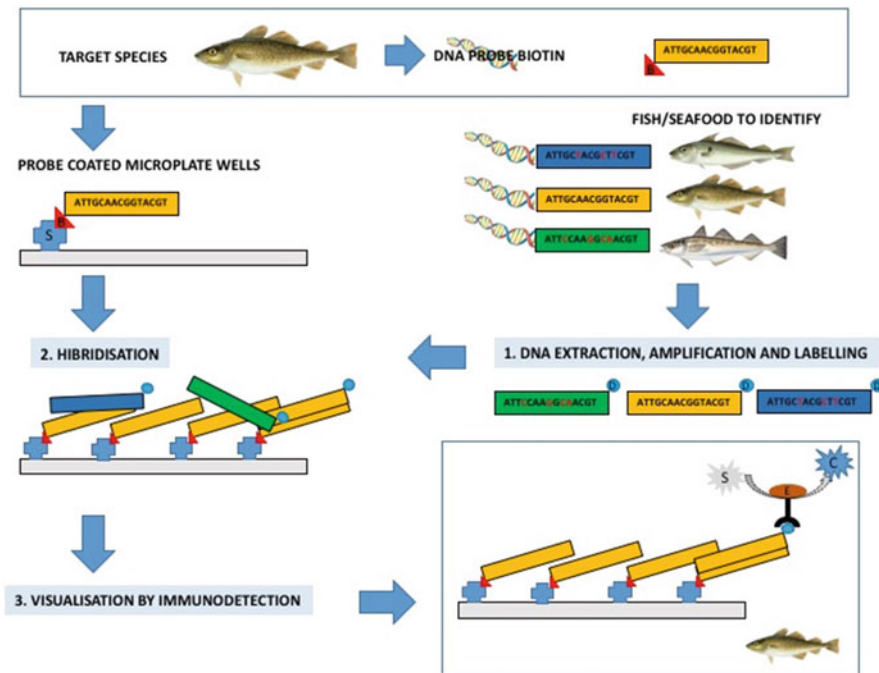 TARGET SPECIES
DNA PROBE BIOTIN
ATTGCAACGGTACGT
B
FISH/SEAFOOD TO IDENTIFY
PROBE COATED MICROPLATE WELLS
ATTGCTACGCTTCGT
ATTGCAACGGTACGT
B
S
ATTGCAACGGTACGT
ATTCCAAGGCAACGT
2. HIBRIDISATION
1. DNA EXTRACTION, AMPLIFICATION AND LABELLING
D
D
D
ATTCCAAGGCAACGT
ATTGCAACGGTACGT
ATTGCTACGCTTCGT
S
C
E
3. VISUALISATION BY IMMUNODETECTION